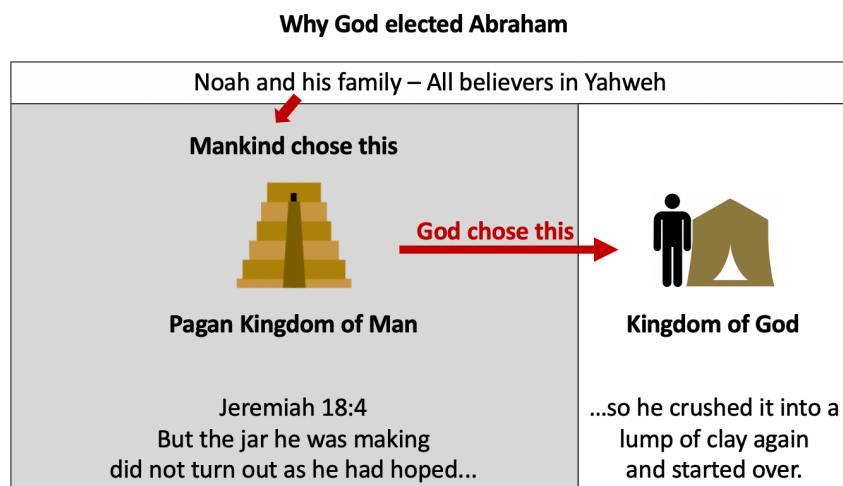 Why God elected Abraham
Noah and his family – All believers in Yahweh
Mankind chose this
God chose this
Pagan Kingdom of Man
Kingdom of God
Jeremiah 18:4
But the jar he was making
did not turn out as he had hoped...
...so he crushed it into a
lump of clay again
and started over.